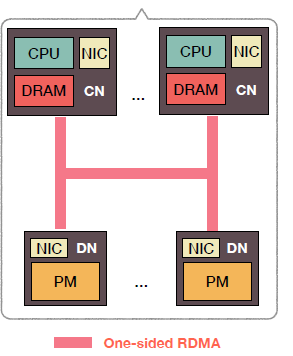 CPU NIC CPU NIC
DRAM CN ... DRAM CN
NIC DN NIC DN
PM ... PM
One-sided RDMA